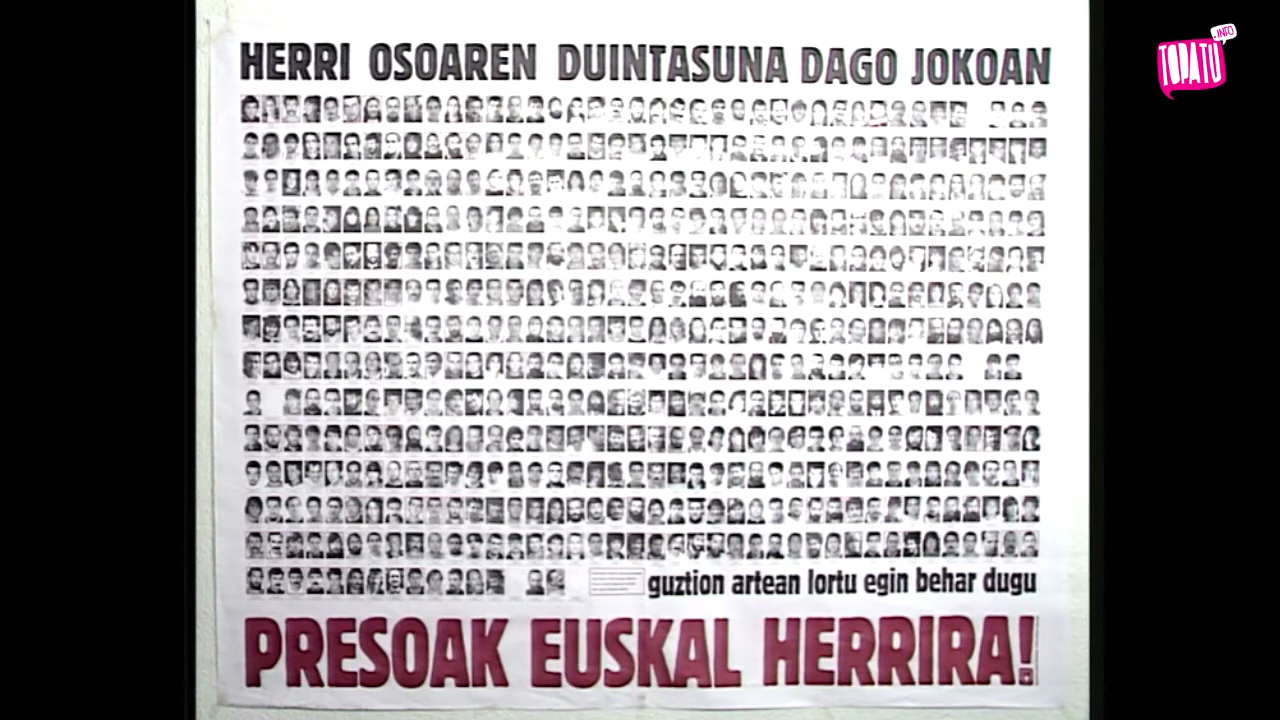 HERRI OSOAREN DUINTASUNA DAGO JOKOAN
.INFO
TOPATU
guztion artean lortu egin behar dugu
PRESOAK EUSKAL HERRIRA!